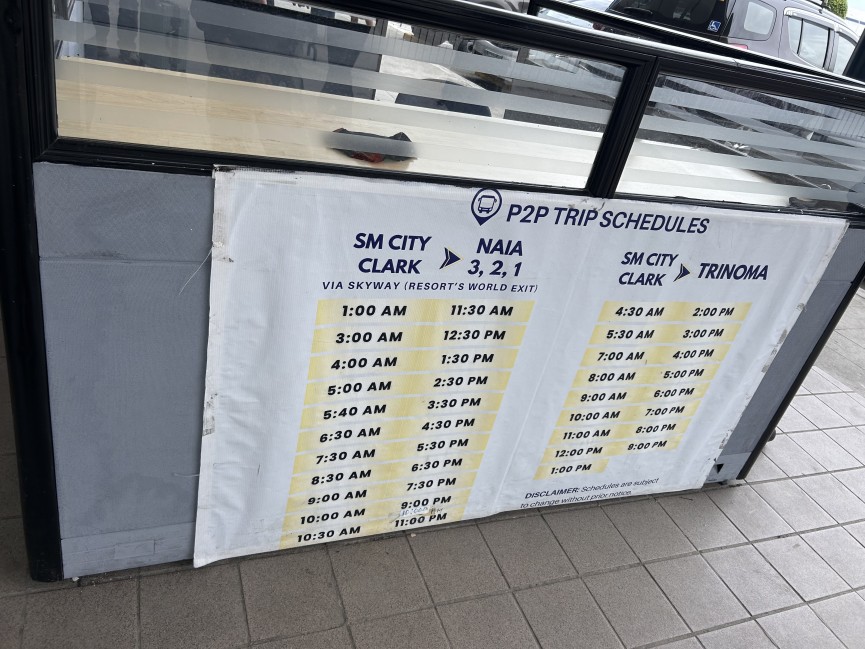 P2P TRIP SCHEDULES
SM CITY CLARK NAIA 3, 2, 1
VIA SKYWAY (RESORT'S WORLD EXIT)
1:00 AM 11:30 AM
3:00 AM 12:30 PM
4:00 AM 1:30 PM
5:00 AM 2:30 PM
5:40 AM 3:30 PM
6:30 AM 4:30 PM
7:30 AM 5:30 PM
8:30 AM 6:30 PM
9:00 AM 7:30 PM
10:00 AM 9:00 PM
10:30 AM 11:00 PM
SM CITY CLARK TRINOMA
4:30 AM 2:00 PM
5:30 AM 3:00 PM
7:00 AM 4:00 PM
8:00 AM 5:00 PM
9:00 AM 6:00 PM
10:00 AM 7:00 PM
11:00 AM 8:00 PM
12:00 PM 9:00 PM
1:00 PM
DISCLAIMER: Schedules are subject
to change without prior notice.